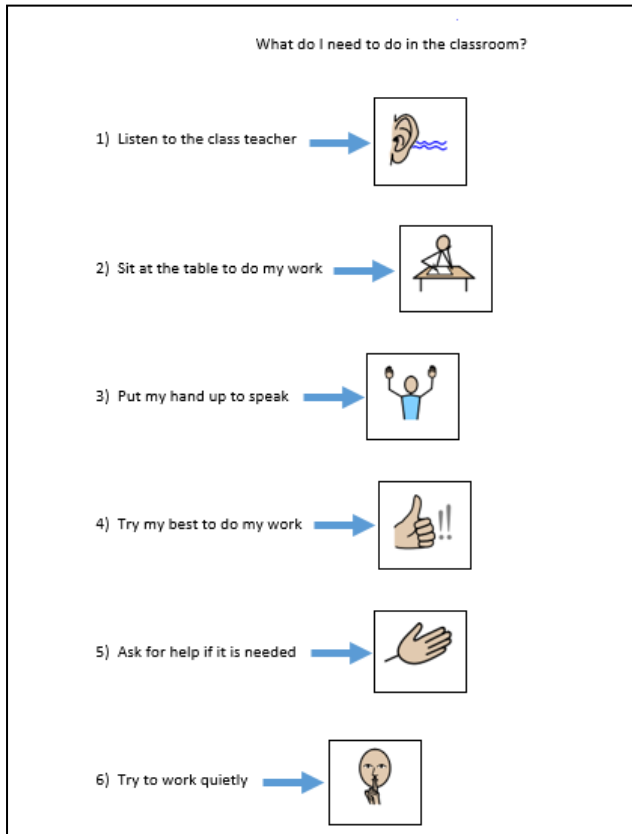 What do I need to do in the classroom?
1) Listen to the class teacher
2) Sit at the table to do my work
3) Put my hand up to speak
4) Try my best to do my work
5) Ask for help if it is needed
6) Try to work quietly